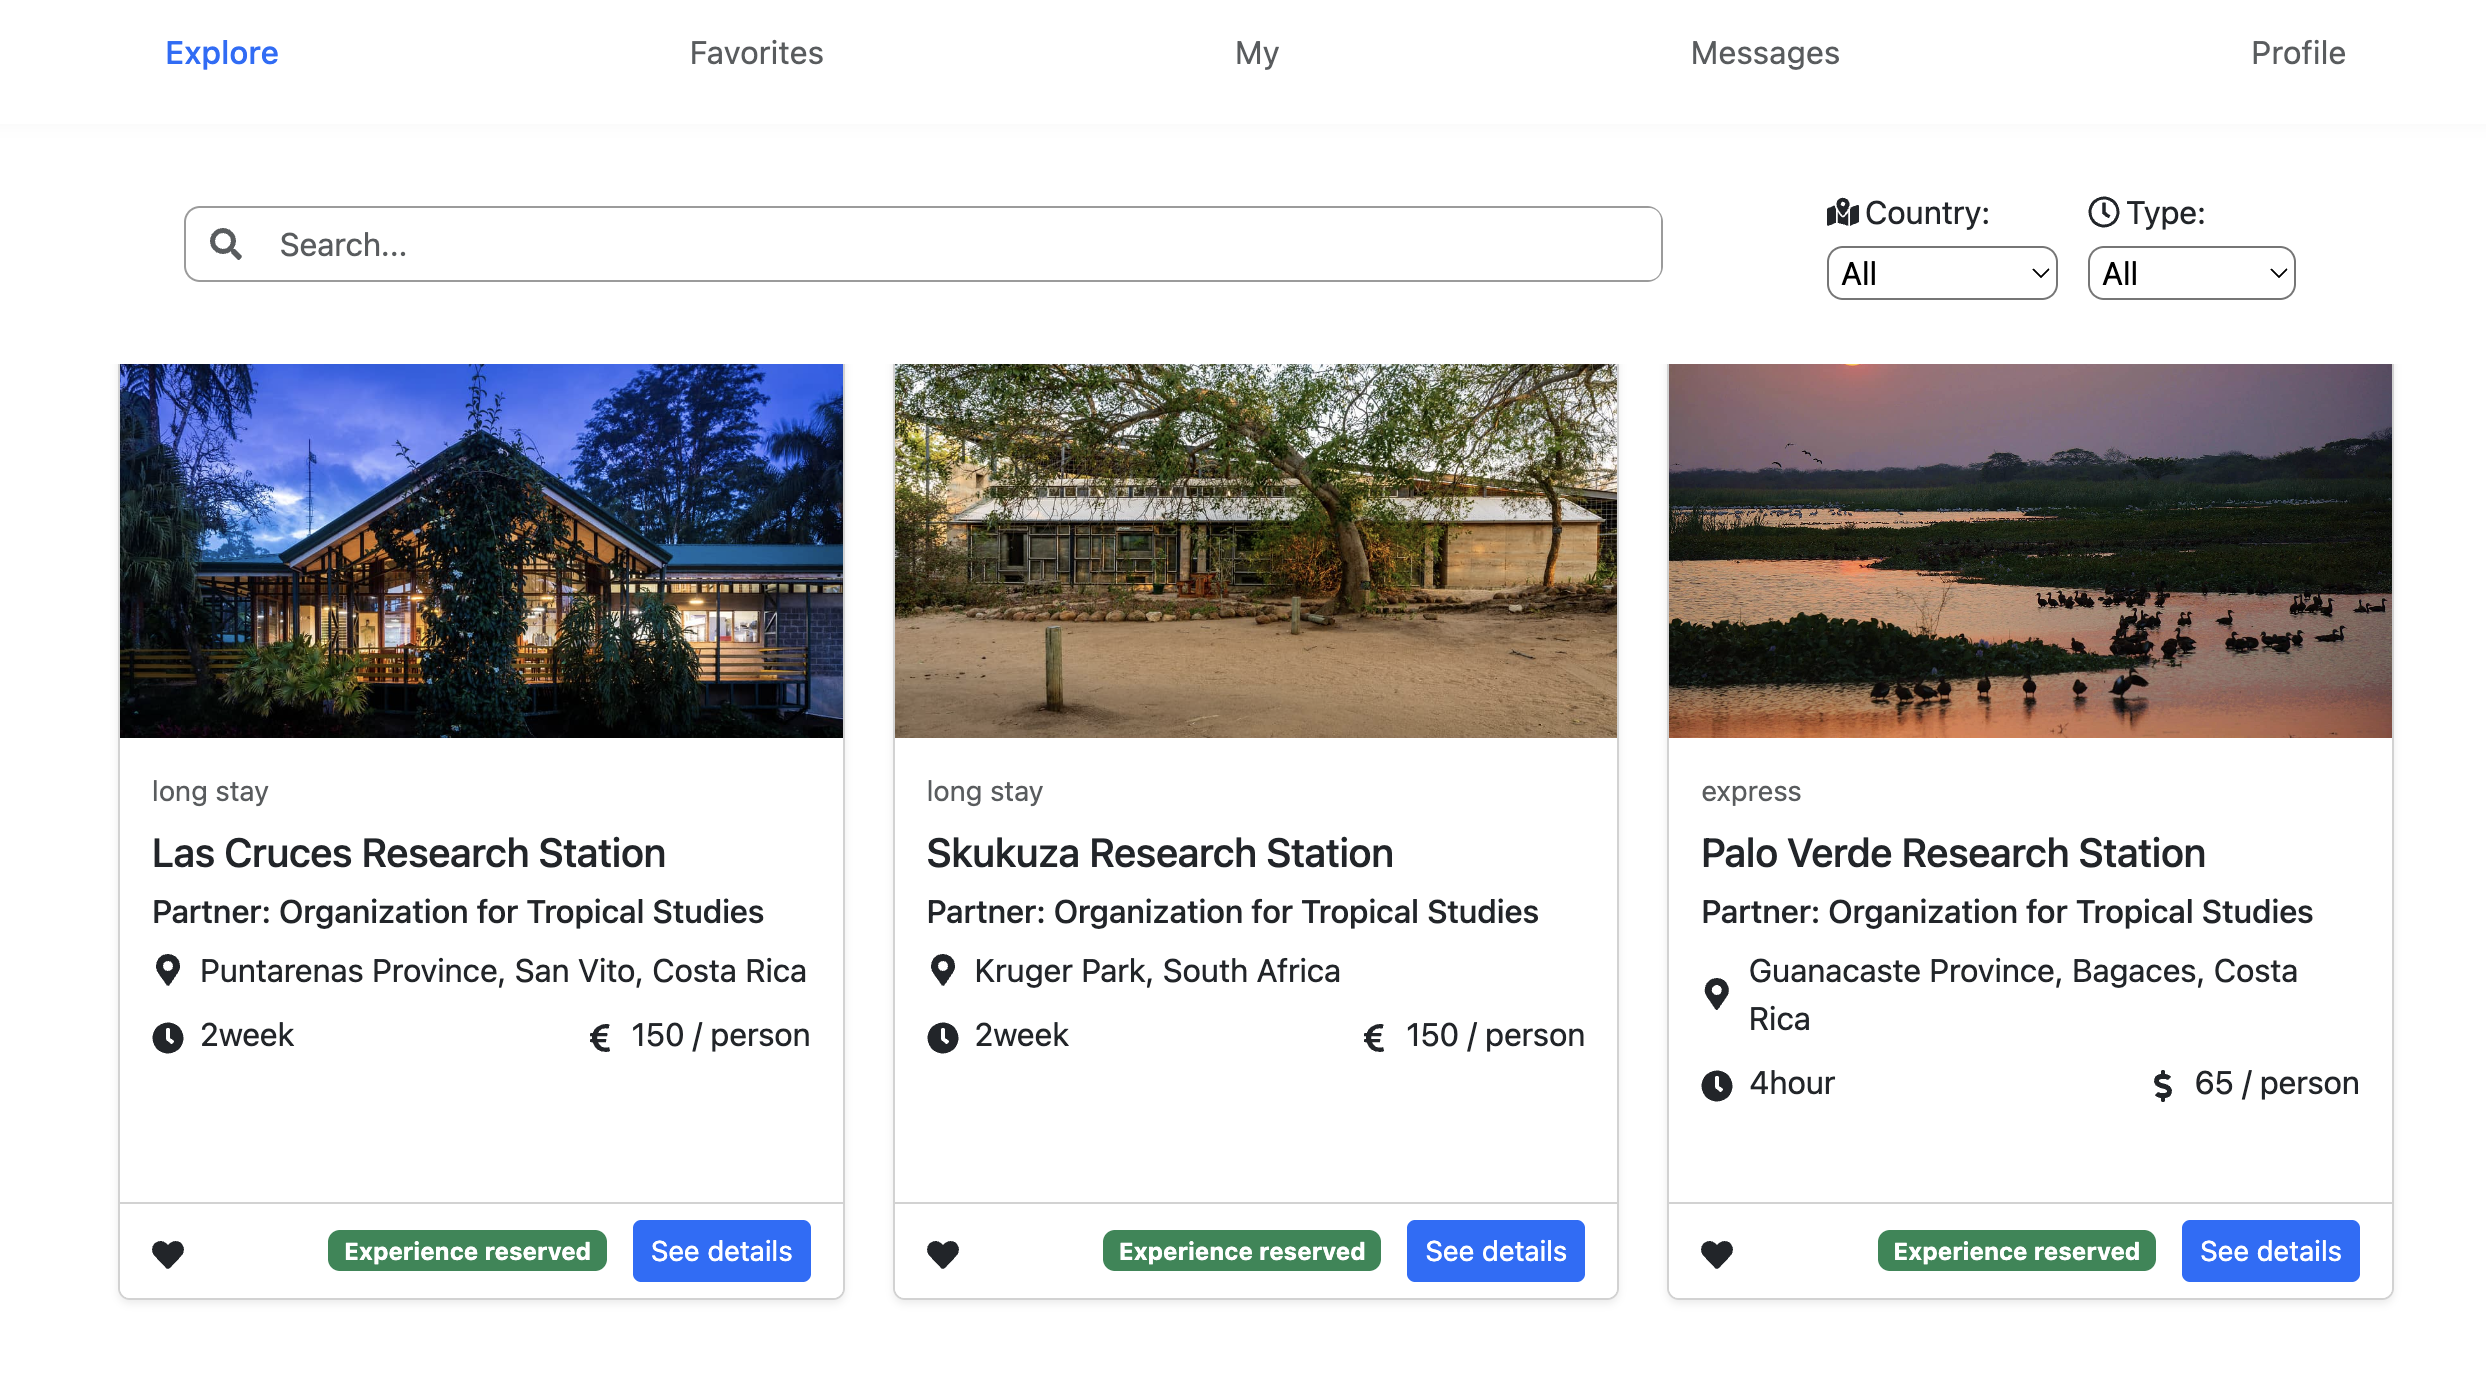 Explore Favorites My Messages Profile
Search...
Country: Type:
All All
long stay
Las Cruces Research Station
Partner: Organization for Tropical Studies
Puntarenas Province, San Vito, Costa Rica
2week € 150 / person
Experience reserved See details
long stay
Skukuza Research Station
Partner: Organization for Tropical Studies
Kruger Park, South Africa
2week € 150 / person
Experience reserved See details
express
Palo Verde Research Station
Partner: Organization for Tropical Studies
Guanacaste Province, Bagaces, Costa
Rica
4hour $ 65 / person
Experience reserved See details